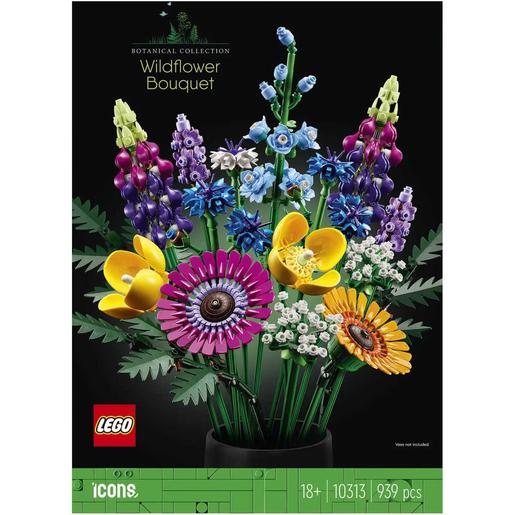 BOTANICAL COLLECTION
Wildflower
Bouquet
LEGO
Vase not included.
icons
18+ 10313 939 pcs